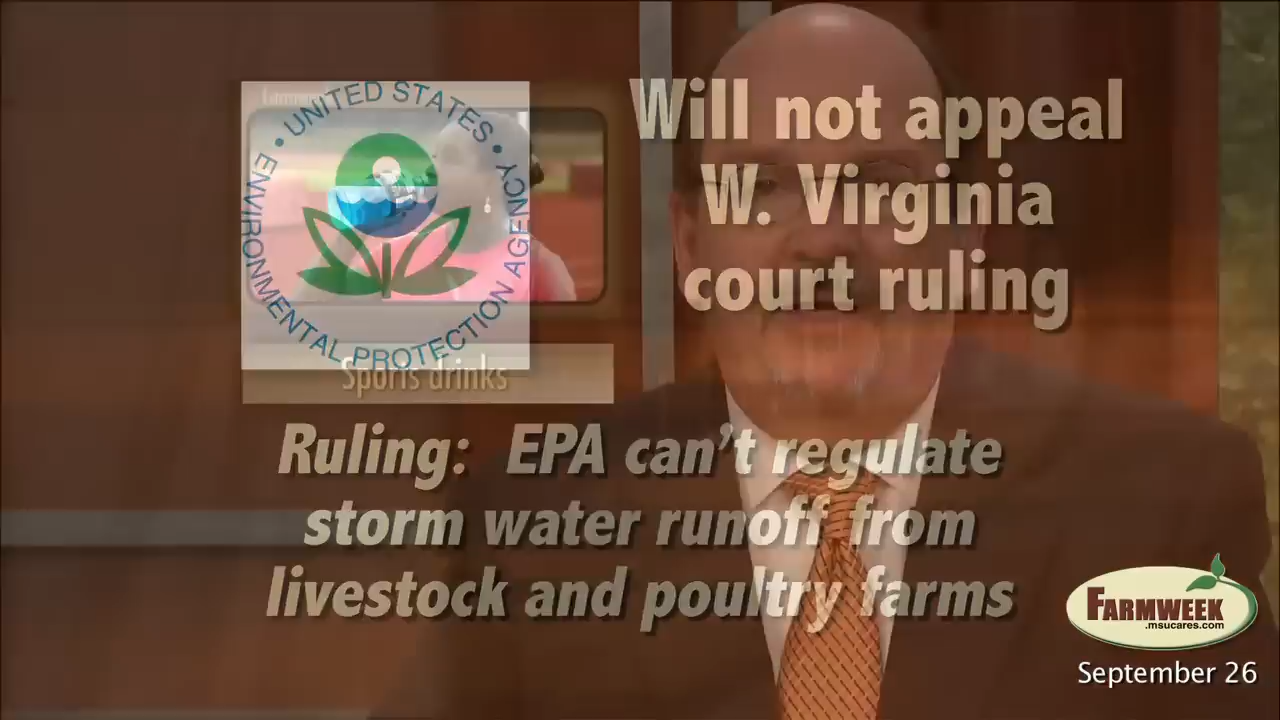 UNITED STATES
ENVIRONMENTAL PROTECTION AGENCY
Will not appeal
W. Virginia
court ruling
Sports drinks
Ruling: EPA can't regulate
storm water runoff from
livestock and poultry farms
FARMWEEK
.msucares.com
September 26